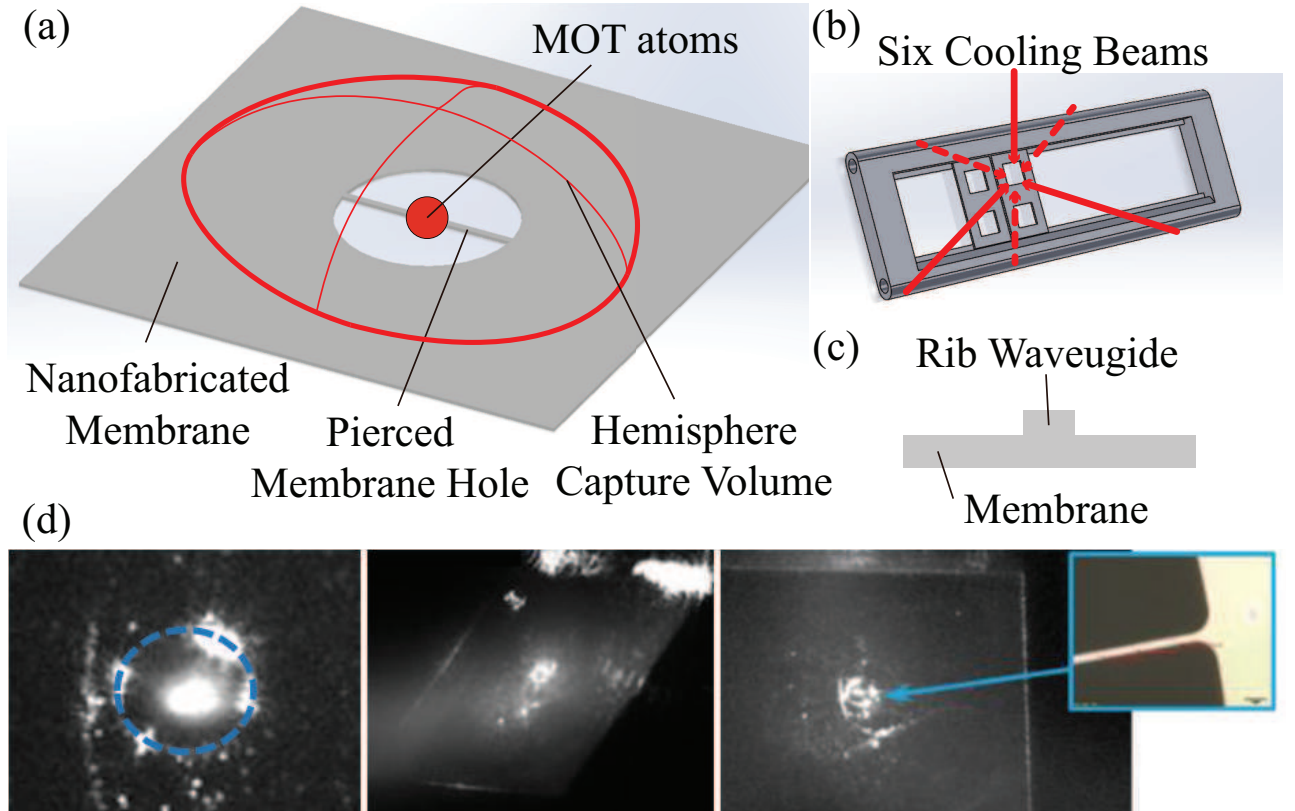 (a)
MOT atoms
Nanofabricated
Membrane
Pierced
Membrane Hole
Hemisphere
Capture Volume
(b)
Six Cooling Beams
(c)
Rib Waveugide
Membrane
(d)